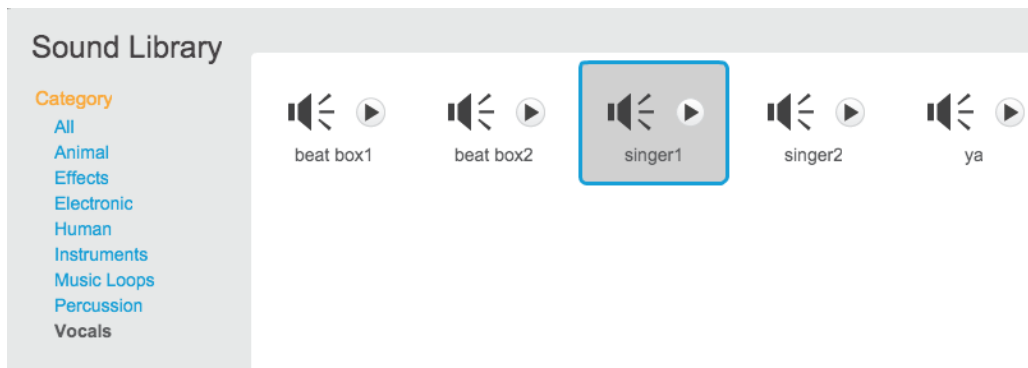 Sound Library
Category
All
Animal
Effects
Electronic
Human
Instruments
Music Loops
Percussion
Vocals
beat box1
beat box2
singer1
singer2
ya